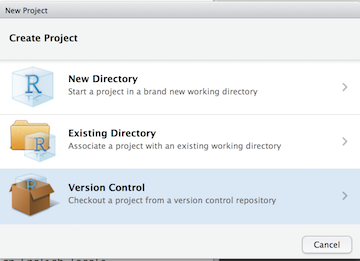 New Project
Create Project
New Directory
Start a project in a brand new working directory
Existing Directory
Associate a project with an existing working directory
Version Control
Checkout a project from a version control repository
Cancel